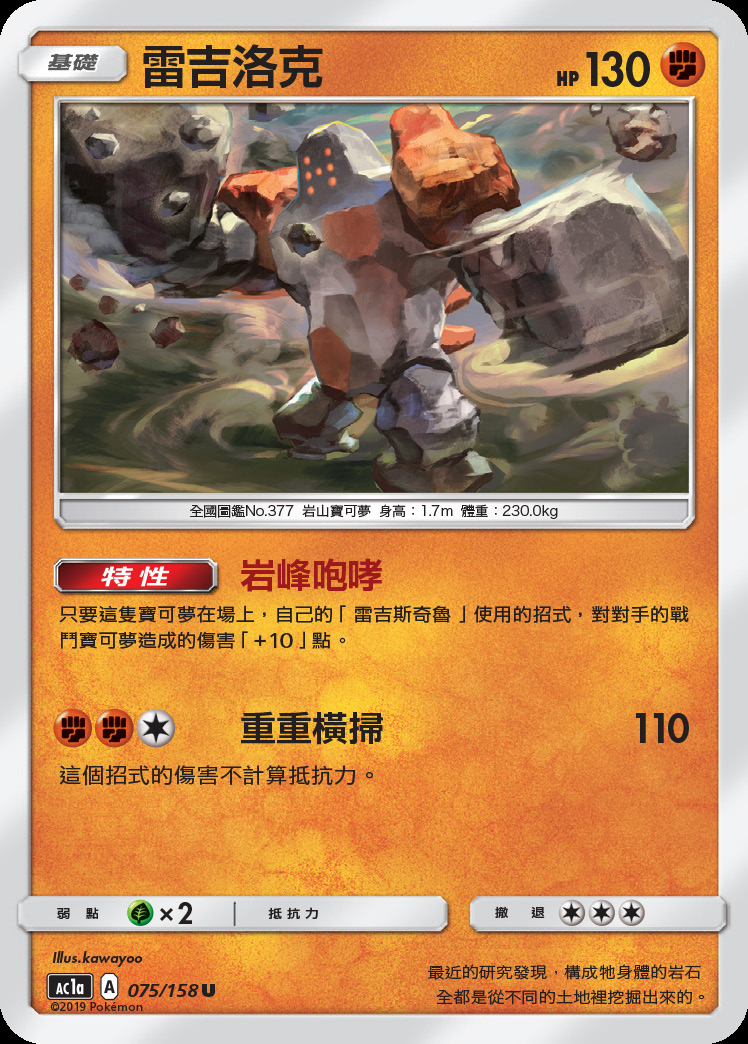 基礎 雷吉洛克 HP 130
全國圖鑑No.377 岩山寶可夢 身高：1.7m 體重：230.0kg
特性 岩峰咆哮
只要這隻寶可夢在場上，自己的「雷吉斯奇魯」使用的招式，對對手的戰
鬥寶可夢造成的傷害「+10」點。
重重橫掃 110
這個招式的傷害不計算抵抗力。
弱點 ×2 抵抗力 撤退
Illus.kawayoo
AC1a A 075/158 U
©2019 Pokémon
最近的研究發現，構成牠身體的岩石
全都是從不同的土地裡挖掘出來的。